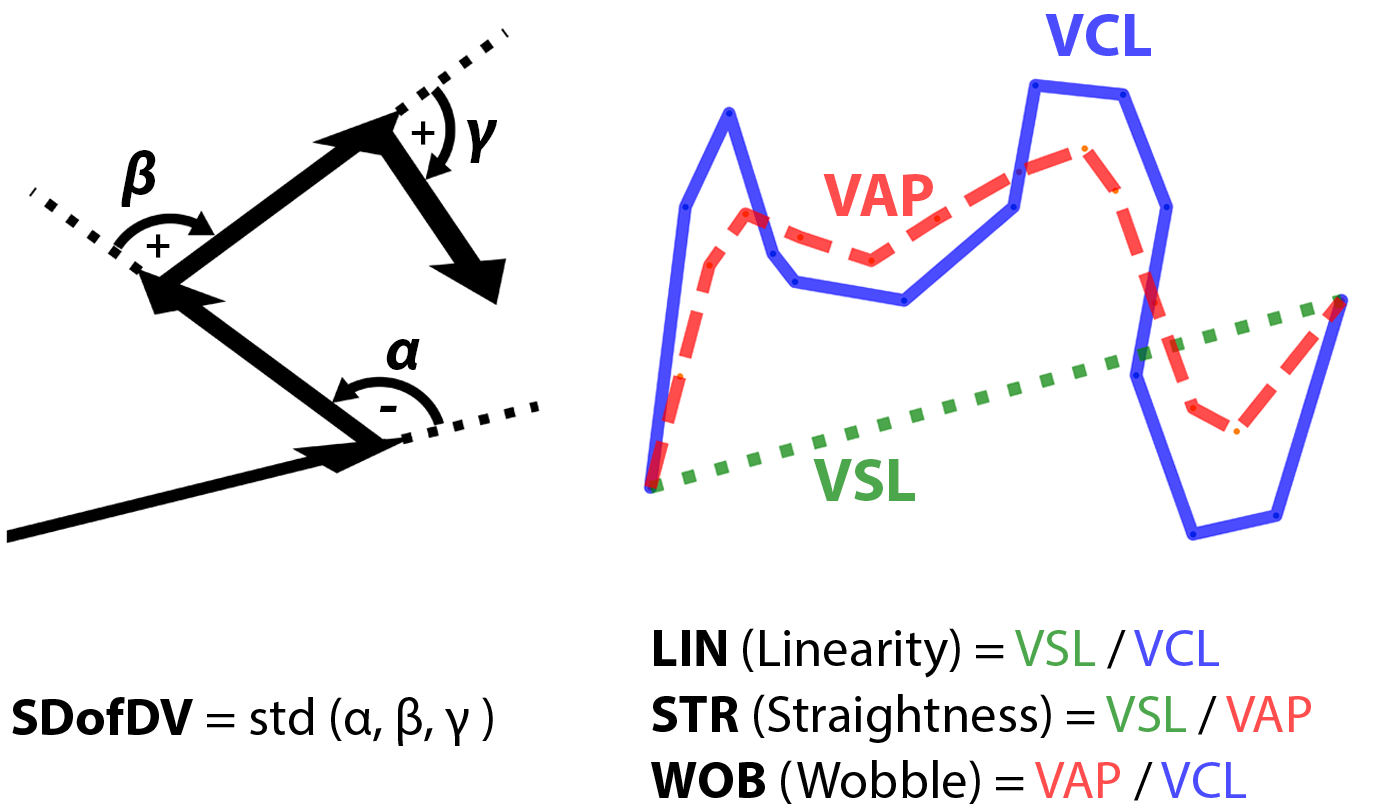 β
+
+
γ
α
-
SDofDV = std (α, β, γ )
VCL
VAP
VSL
LIN (Linearity) = VSL / VCL
STR (Straightness) = VSL / VAP
WOB (Wobble) = VAP / VCL